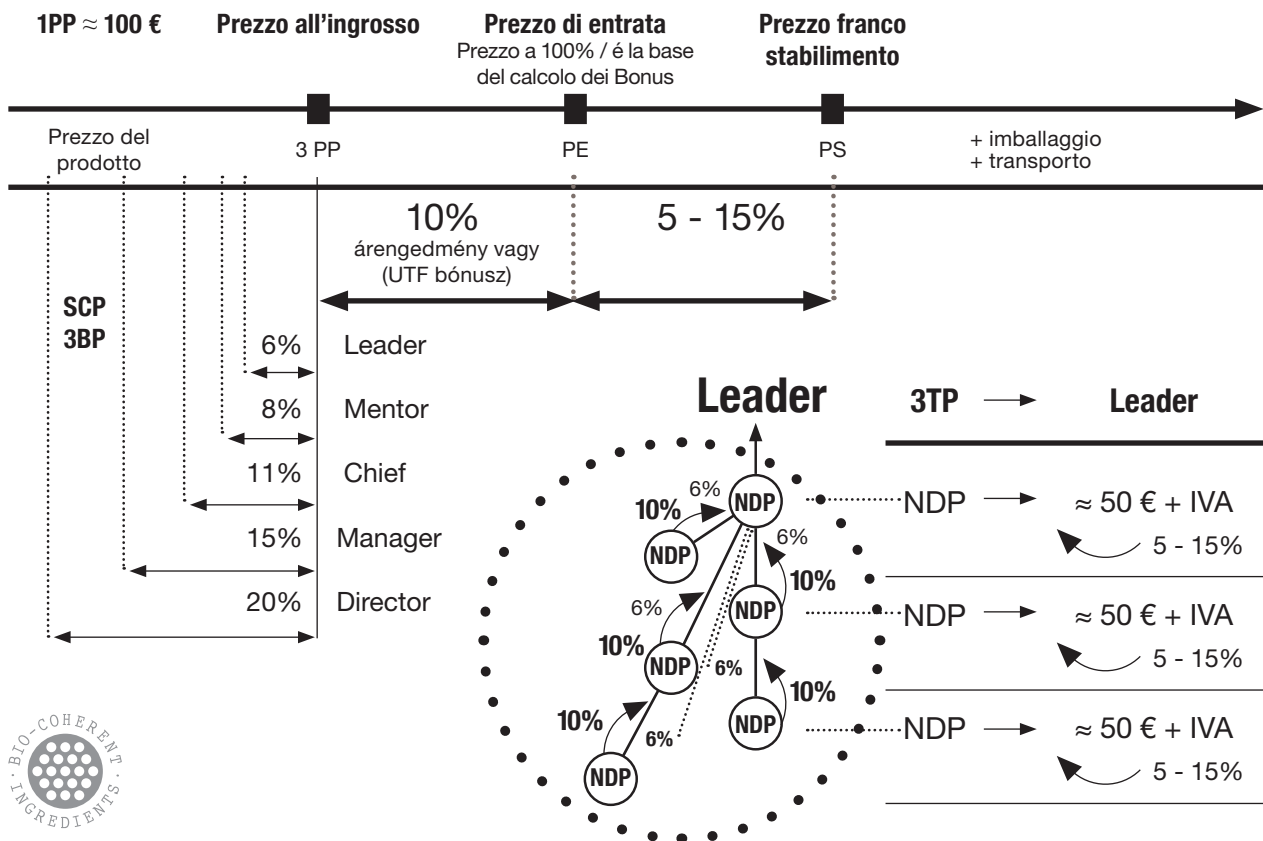 1PP ≈ 100 €
Prezzo all'ingrosso
Prezzo di entrata
Prezzo a 100% / é la base
del calcolo dei Bonus
Prezzo franco
stabilimento
Prezzo del
prodotto
3 PP
PE
PS
+ imballaggio
+ transporto
10%
árengedmény vagy
(UTF bónusz)
5 - 15%
SCP
3BP
6% Leader
8% Mentor
11% Chief
15% Manager
20% Director
Leader
3TP
Leader
NDP
6%
10%
NDP
6%
10%
NDP
6%
10%
NDP
6%
10%
NDP
6%
10%
NDP
NDP
≈ 50 € + IVA
5 - 15%
NDP
≈ 50 € + IVA
5 - 15%
NDP
≈ 50 € + IVA
5 - 15%
· BIO-COHERENT ·
INGREDIENTS